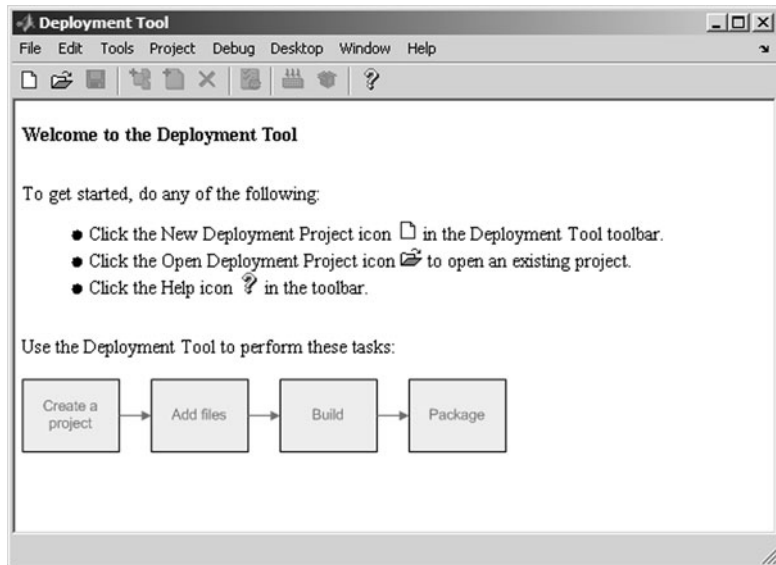 Deployment Tool
File Edit Tools Project Debug Desktop Window Help
Welcome to the Deployment Tool
To get started, do any of the following:
Click the New Deployment Project icon in the Deployment Tool toolbar.
Click the Open Deployment Project icon to open an existing project.
Click the Help icon in the toolbar.
Use the Deployment Tool to perform these tasks:
Create a
project
Add files
Build
Package